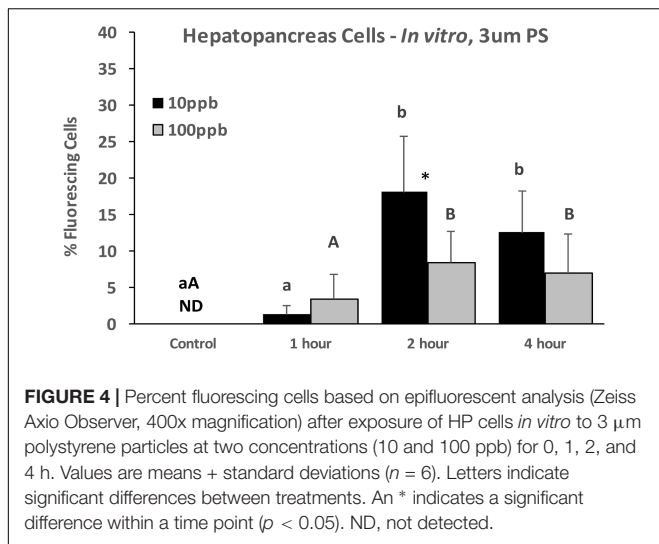 Hepatopancreas Cells - In vitro, 3um PS
40
35
30
25
20
15
10
5
0
% Fluorescing Cells
10ppb
100ppb
aA
ND
a
A
b
*
B
b
B
Control
1 hour
2 hour
4 hour
FIGURE 4 | Percent fluorescing cells based on epifluorescent analysis (Zeiss
Axio Observer, 400x magnification) after exposure of HP cells in vitro to 3 μm
polystyrene particles at two concentrations (10 and 100 ppb) for 0, 1, 2, and
4 h. Values are means + standard deviations (n = 6). Letters indicate
significant differences between treatments. An * indicates a significant
difference within a time point (p < 0.05). ND, not detected.